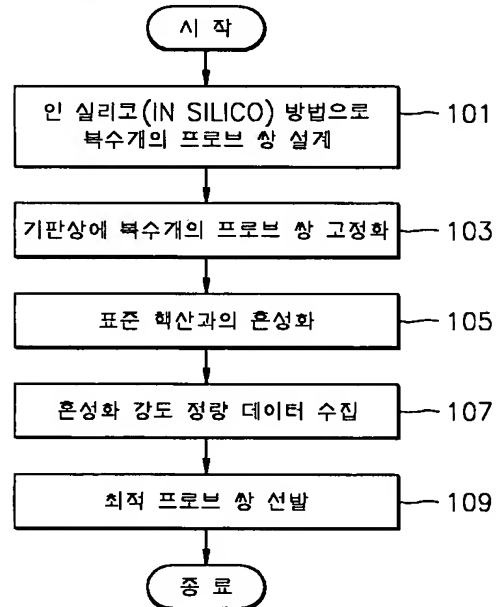 시 작
인 실리코(IN SILICO) 방법으로
복수개의 프로브 쌍 설계
101
기판상에 복수개의 프로브 쌍 고정화
103
표준 핵산과의 혼성화
105
혼성화 강도 정량 데이터 수집
107
최적 프로브 쌍 선발
109
종 료